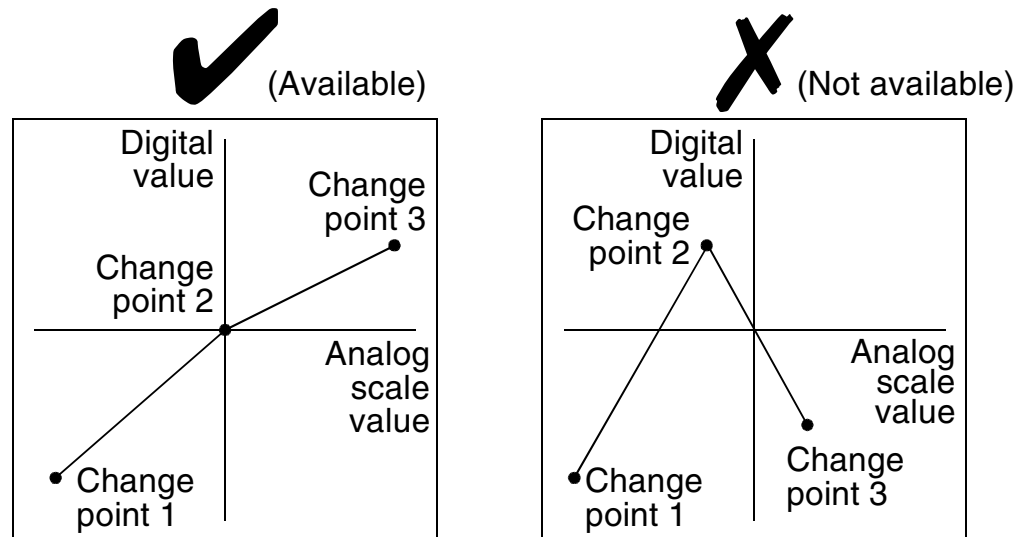 (Available)
Digital
value
Change
point 3
Change
point 2
Analog
scale
value
Change
point 1
(Not available)
Digital
value
Change
point 2
Analog
scale
value
Change
point 3
Change
point 1